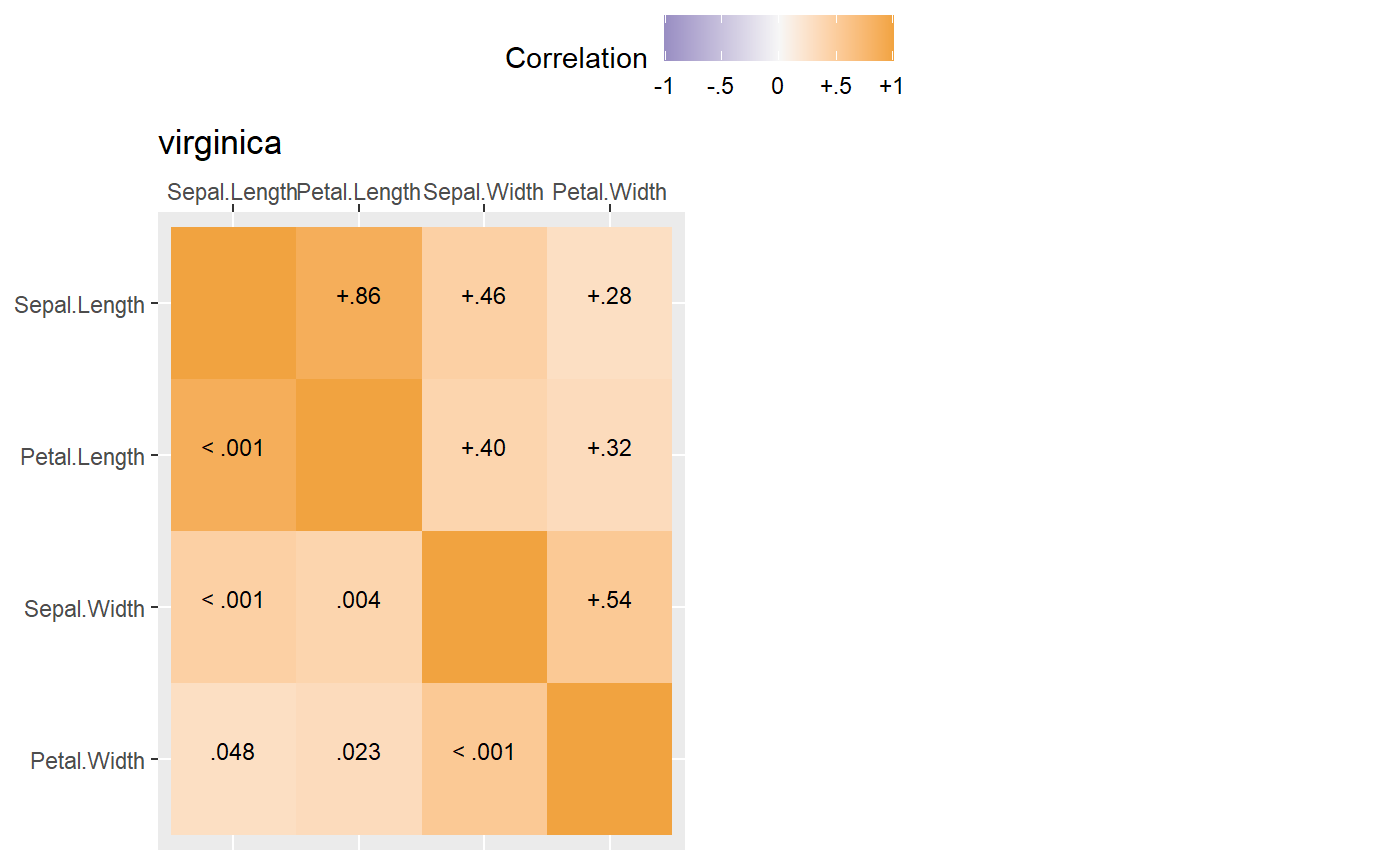 Correlation
-1 -.5 0 +.5 +1
virginica
Sepal.Length Petal.Length Sepal.Width Petal.Width
Sepal.Length +.86 +.46 +.28
Petal.Length < .001 +.40 +.32
Sepal.Width < .001 .004 +.54
Petal.Width .048 .023 < .001